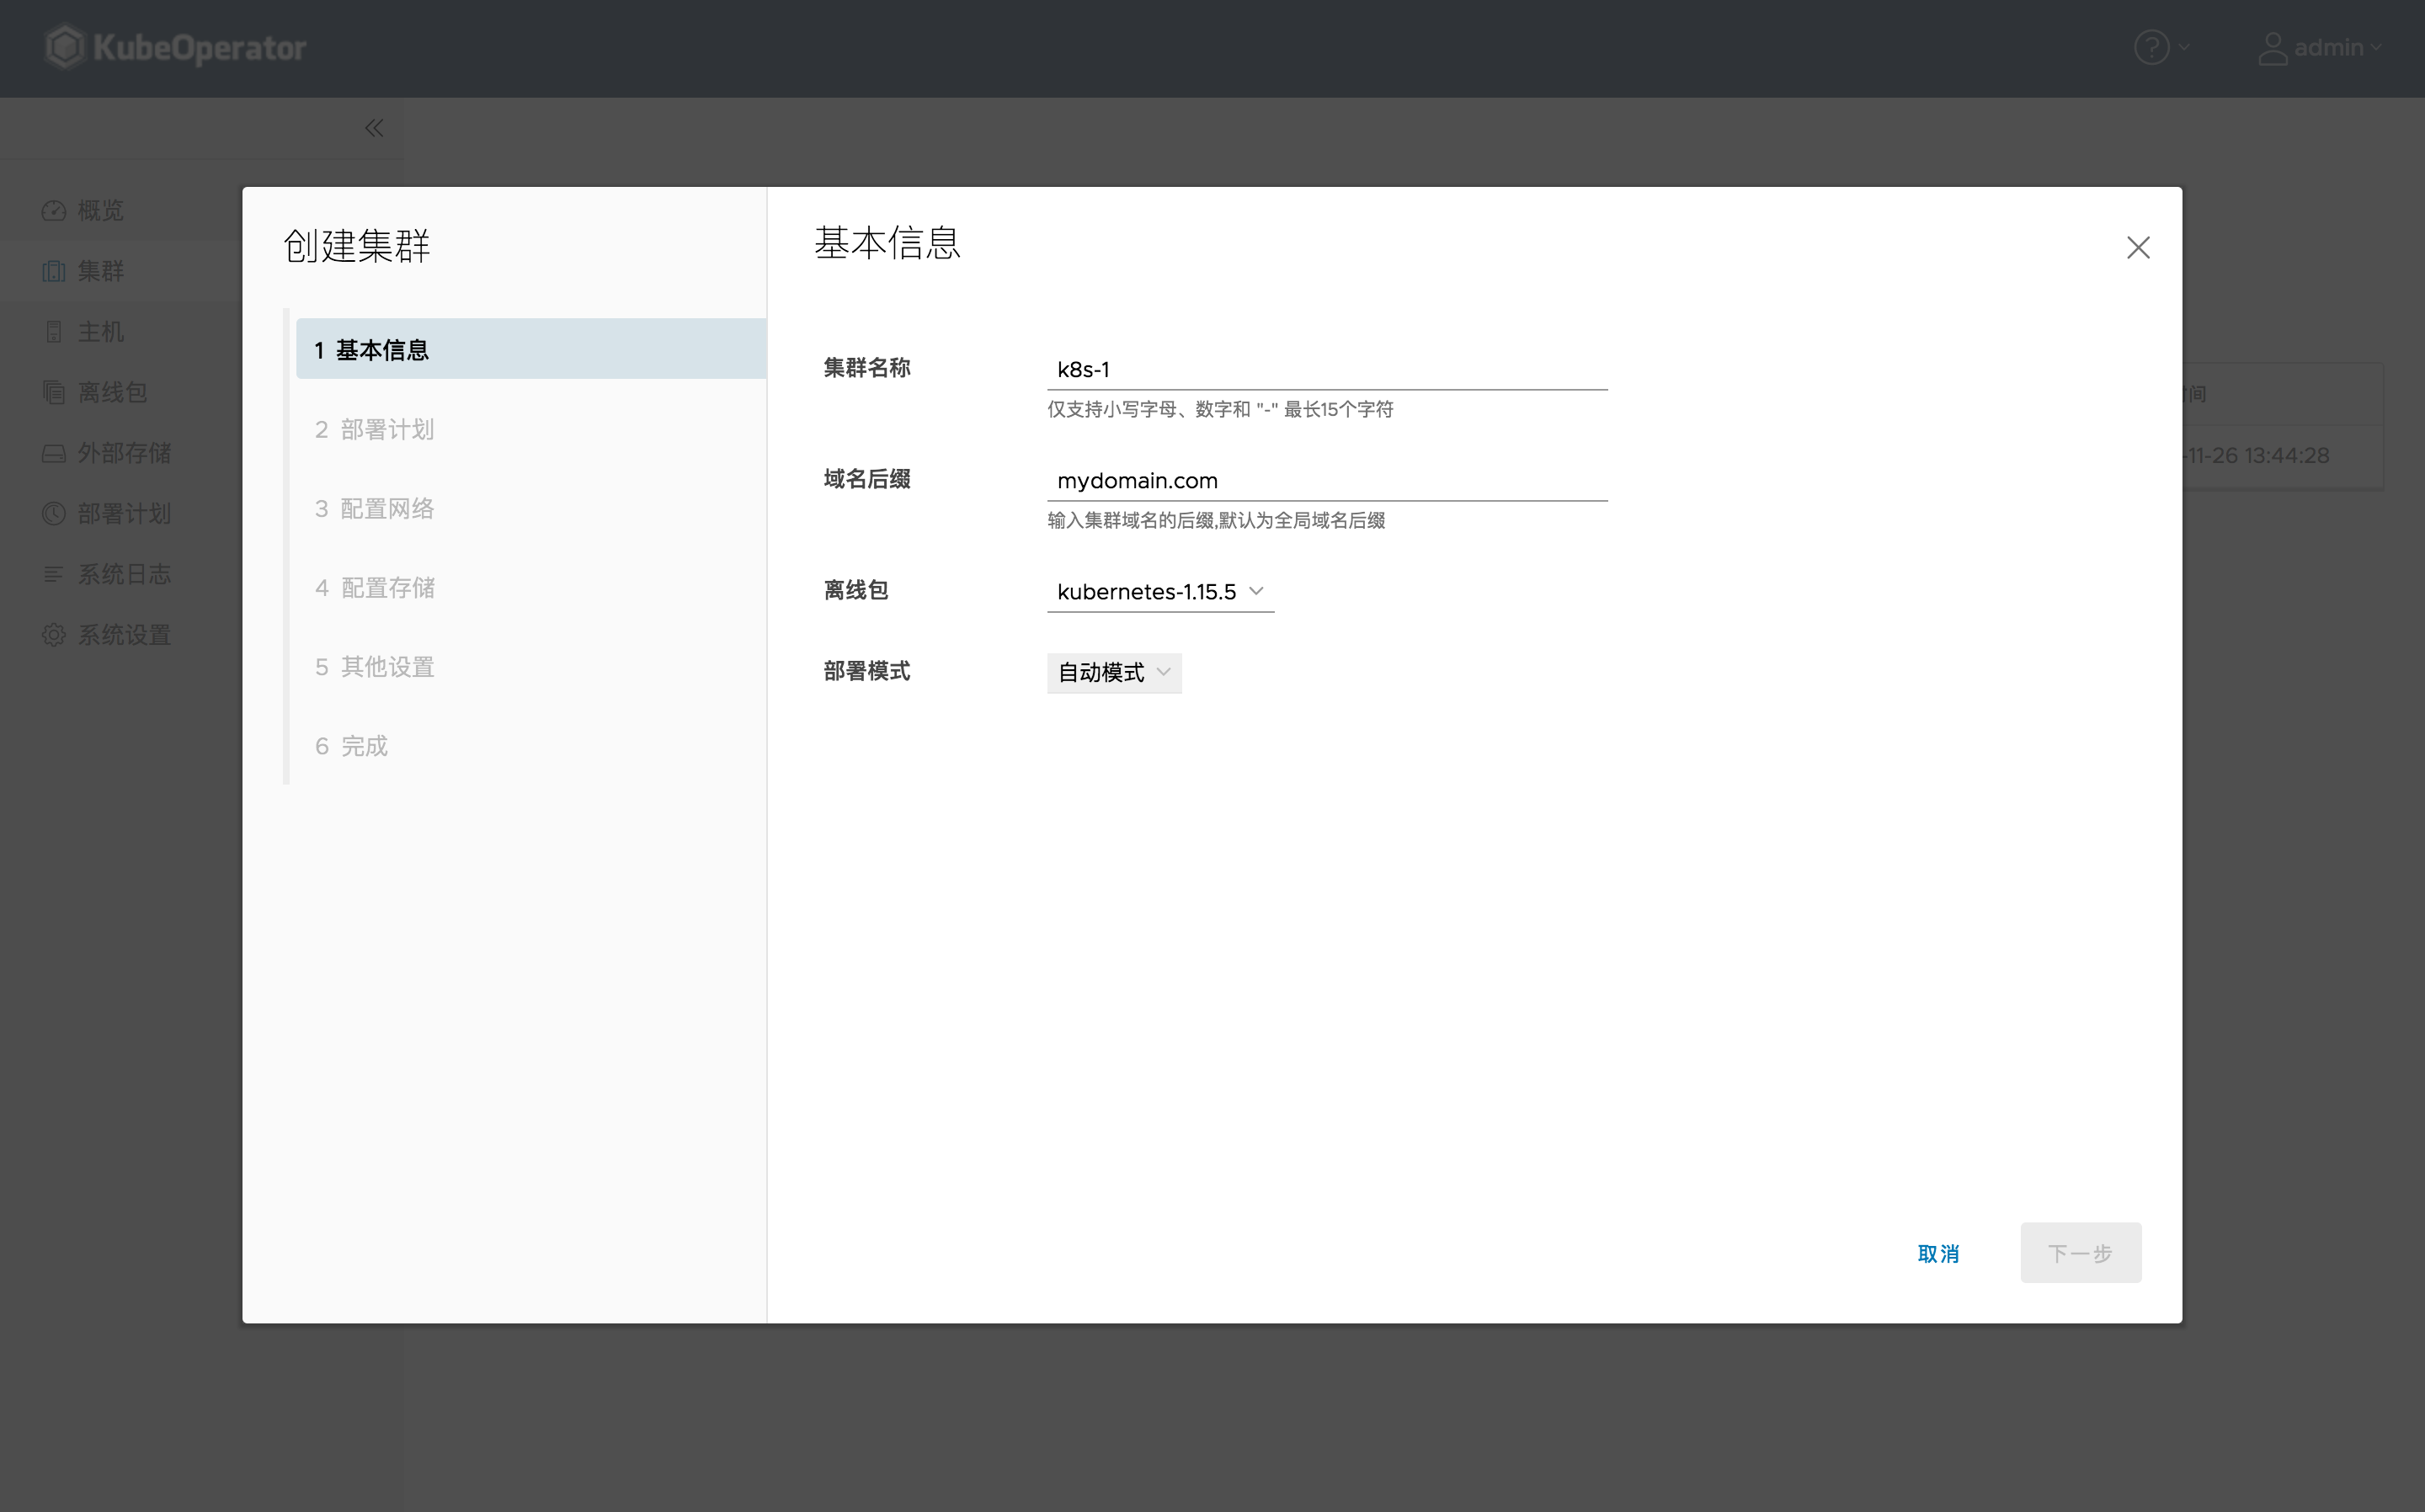 KubeOperator
admin
概览
集群
主机
离线包
外部存储
部署计划
系统日志
系统设置
创建集群
1 基本信息
2 部署计划
3 配置网络
4 配置存储
5 其他设置
6 完成
基本信息
集群名称
k8s-1
仅支持小写字母、数字和 "-" 最长15个字符
域名后缀
mydomain.com
输入集群域名的后缀,默认为全局域名后缀
离线包
kubernetes-1.15.5
部署模式
自动模式
取消
下一步
间
-11-26 13:44:28